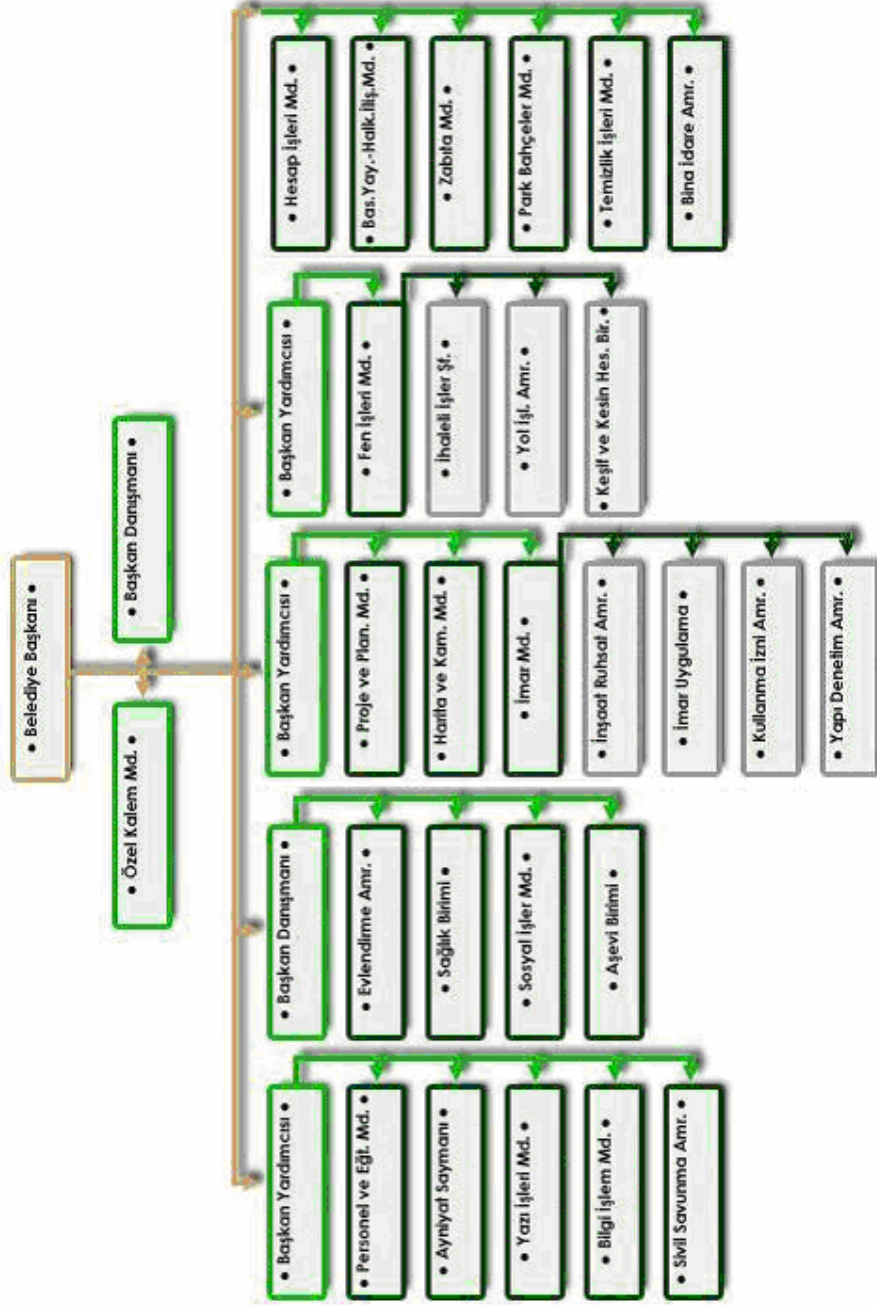 • Belediye Başkanı •
• Özel Kalem Md. •
• Başkan Danışmanı •
• Başkan Yardımcısı •
• Personel ve Eğt. Md. •
• Ayniyat Saymanı •
• Yazı İşleri Md. •
• Bilgi İşlem Md. •
• Sivil Savunma Amr. •
• Başkan Danışmanı •
• Evlendirme Amr. •
• Sağlık Birimi •
• Sosyal İşler Md. •
• Aşevi Birimi •
• Başkan Yardımcısı •
• Proje ve Plan. Md. •
• Harita ve Kam. Md. •
• İmar Md. •
• İnşaat Ruhsat Amr. •
• İmar Uygulama •
• Kullanma İzni Amr. •
• Yapı Denetim Amr. •
• Başkan Yardımcısı •
• Fen İşleri Md. •
• İhaleli İşler Şf. •
• Yol İşl. Amr. •
• Keşif ve Kesin Hes. Bir. •
• Hesap İşleri Md. •
• Bas.Yay.-Halk.İliş.Md. •
• Zabıta Md. •
• Park Bahçeler Md. •
• Temizlik İşleri Md. •
• Bina İdare Amr. •